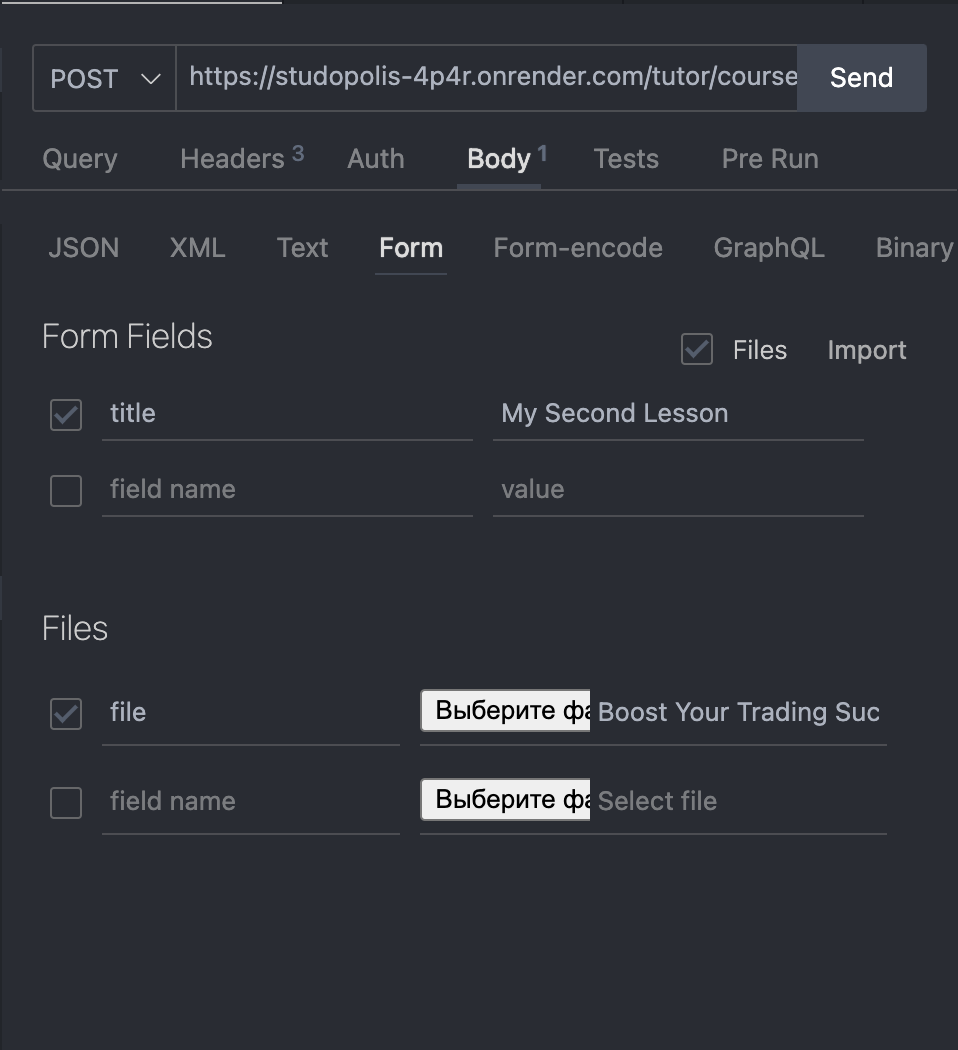 POST https://studopolis-4p4r.onrender.com/tutor/course Send
Query Headers 3 Auth Body 1 Tests Pre Run
JSON XML Text Form Form-encode GraphQL Binary
Form Fields Files Import
title My Second Lesson
field name value
Files
file Выберите фа Boost Your Trading Suc
field name Выберите фа Select file